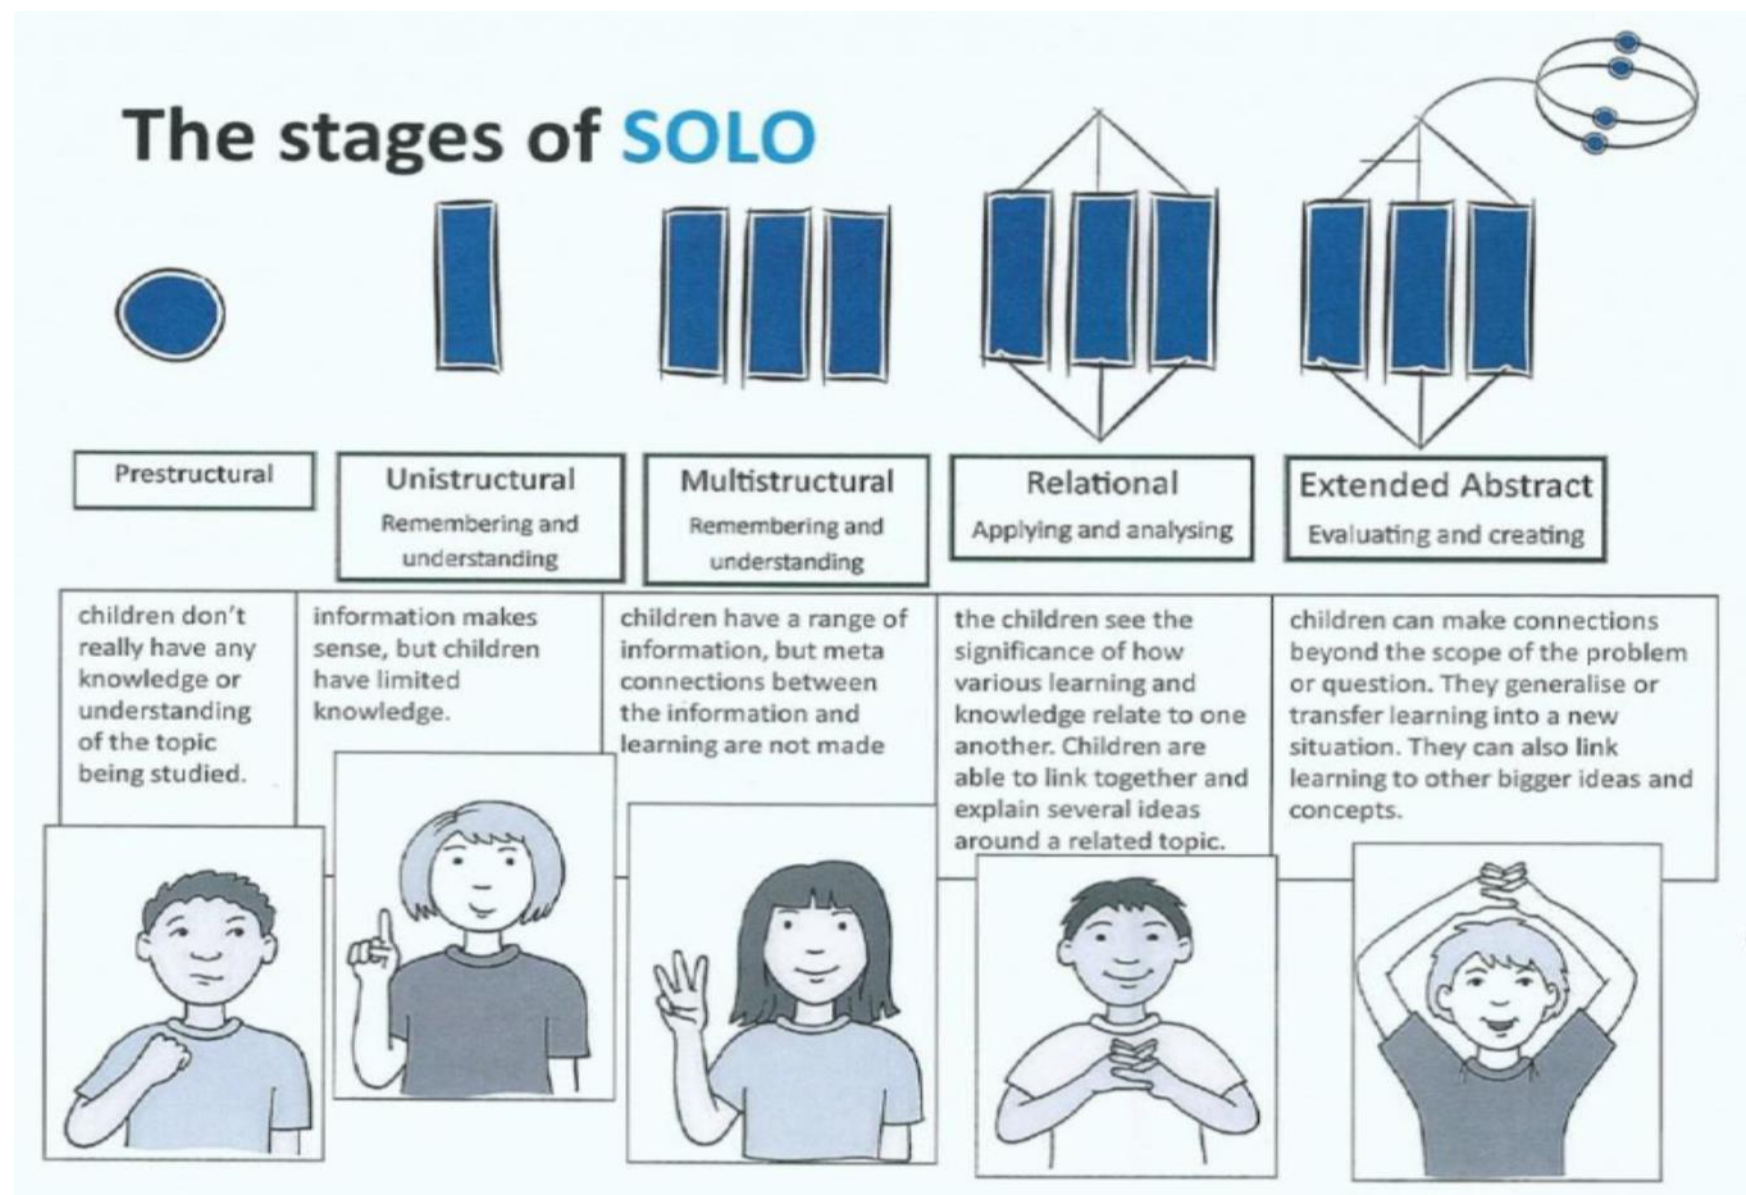 The stages of SOLO
Prestructural
Unistructural
Remembering and
understanding
Multistructural
Remembering and
understanding
Relational
Applying and analysing
Extended Abstract
Evaluating and creating
children don't
really have any
knowledge or
understanding
of the topic
being studied.
information makes
sense, but children
have limited
knowledge.
children have a range of
information, but meta
connections between
the information and
learning are not made
the children see the
significance of how
various learning and
knowledge relate to one
another. Children are
able to link together and
explain several ideas
around a related topic.
children can make connections
beyond the scope of the problem
or question. They generalise or
transfer learning into a new
situation. They can also link
learning to other bigger ideas and
concepts.